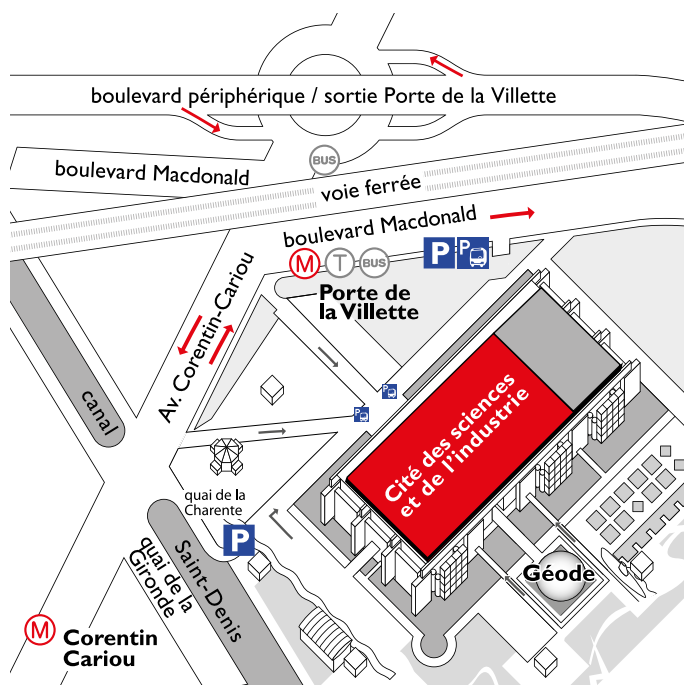 boulevard périphérique / sortie Porte de la Villette
BUS
boulevard Macdonald
voie ferrée
boulevard Macdonald
M T BUS
P P
Porte de
la Villette
Av. Corentin-Cariou
canal
P
P
Cité des sciences
et de l'industrie
quai de la
Charente
P
Saint-Denis
quai de la
Gironde
Géode
M
Corentin
Cariou